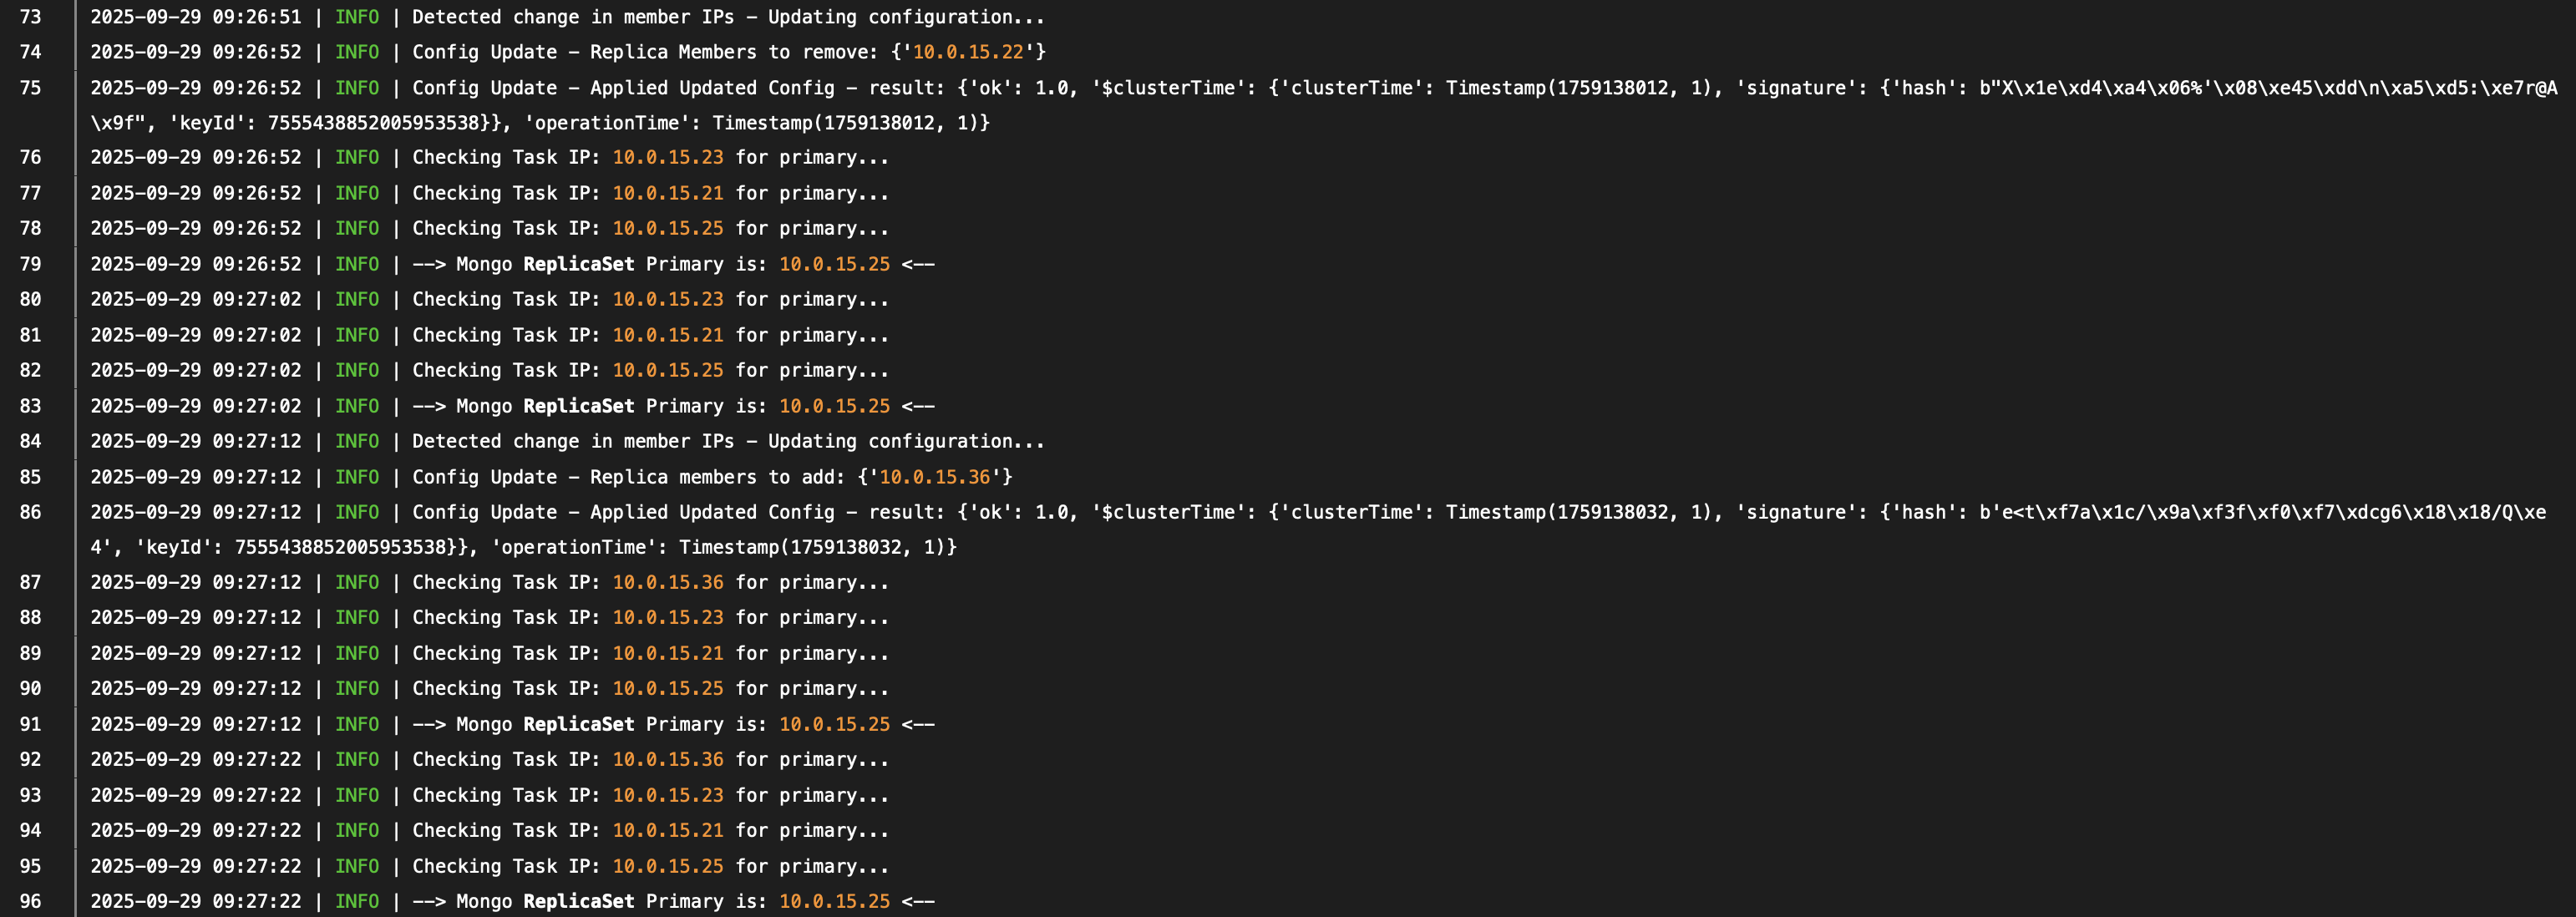 73 2025-09-29 09:26:51 | INFO | Detected change in member IPs - Updating configuration...
74 2025-09-29 09:26:52 | INFO | Config Update - Replica Members to remove: {'10.0.15.22'}
75 2025-09-29 09:26:52 | INFO | Config Update - Applied Updated Config - result: {'ok': 1.0, '$clusterTime': {'clusterTime': Timestamp(1759138012, 1), 'signature': {'hash': b"X\x1e\xd4\xa4\x06%'\x08\xe45\xdd\n\xa5\xd5:\xe7r@A
\x9f", 'keyId': 7555438852005953538}}, 'operationTime': Timestamp(1759138012, 1)}
76 2025-09-29 09:26:52 | INFO | Checking Task IP: 10.0.15.23 for primary...
77 2025-09-29 09:26:52 | INFO | Checking Task IP: 10.0.15.21 for primary...
78 2025-09-29 09:26:52 | INFO | Checking Task IP: 10.0.15.25 for primary...
79 2025-09-29 09:26:52 | INFO | --> Mongo ReplicaSet Primary is: 10.0.15.25 <--
80 2025-09-29 09:27:02 | INFO | Checking Task IP: 10.0.15.23 for primary...
81 2025-09-29 09:27:02 | INFO | Checking Task IP: 10.0.15.21 for primary...
82 2025-09-29 09:27:02 | INFO | Checking Task IP: 10.0.15.25 for primary...
83 2025-09-29 09:27:02 | INFO | --> Mongo ReplicaSet Primary is: 10.0.15.25 <--
84 2025-09-29 09:27:12 | INFO | Detected change in member IPs - Updating configuration...
85 2025-09-29 09:27:12 | INFO | Config Update - Replica members to add: {'10.0.15.36'}
86 2025-09-29 09:27:12 | INFO | Config Update - Applied Updated Config - result: {'ok': 1.0, '$clusterTime': {'clusterTime': Timestamp(1759138032, 1), 'signature': {'hash': b'e<t\xf7a\x1c/\x9a\xf3f\xf0\xf7\xdcg6\x18\x18/Q\xe
4', 'keyId': 7555438852005953538}}, 'operationTime': Timestamp(1759138032, 1)}
87 2025-09-29 09:27:12 | INFO | Checking Task IP: 10.0.15.36 for primary...
88 2025-09-29 09:27:12 | INFO | Checking Task IP: 10.0.15.23 for primary...
89 2025-09-29 09:27:12 | INFO | Checking Task IP: 10.0.15.21 for primary...
90 2025-09-29 09:27:12 | INFO | Checking Task IP: 10.0.15.25 for primary...
91 2025-09-29 09:27:12 | INFO | --> Mongo ReplicaSet Primary is: 10.0.15.25 <--
92 2025-09-29 09:27:22 | INFO | Checking Task IP: 10.0.15.36 for primary...
93 2025-09-29 09:27:22 | INFO | Checking Task IP: 10.0.15.23 for primary...
94 2025-09-29 09:27:22 | INFO | Checking Task IP: 10.0.15.21 for primary...
95 2025-09-29 09:27:22 | INFO | Checking Task IP: 10.0.15.25 for primary...
96 2025-09-29 09:27:22 | INFO | --> Mongo ReplicaSet Primary is: 10.0.15.25 <--